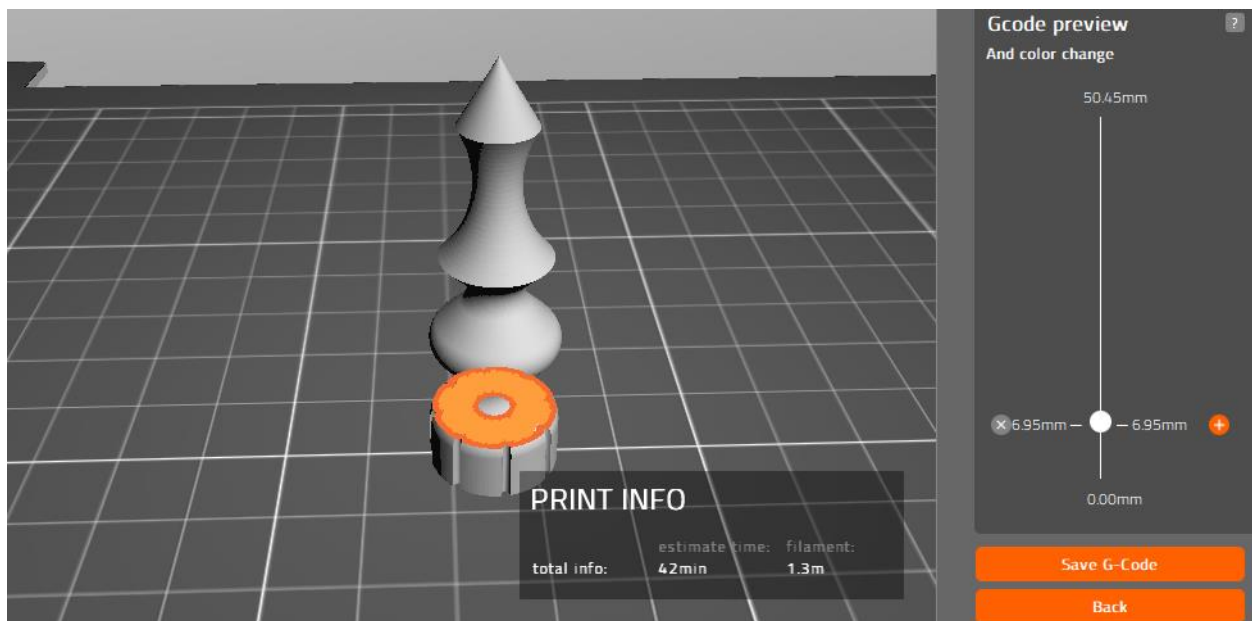 Gcode preview
?
And color change
50.45mm
6.95mm
6.95mm
0.00mm
PRINT INFO
estimate time: filament:
total info: 42min 1.3m
Save G-Code
Back